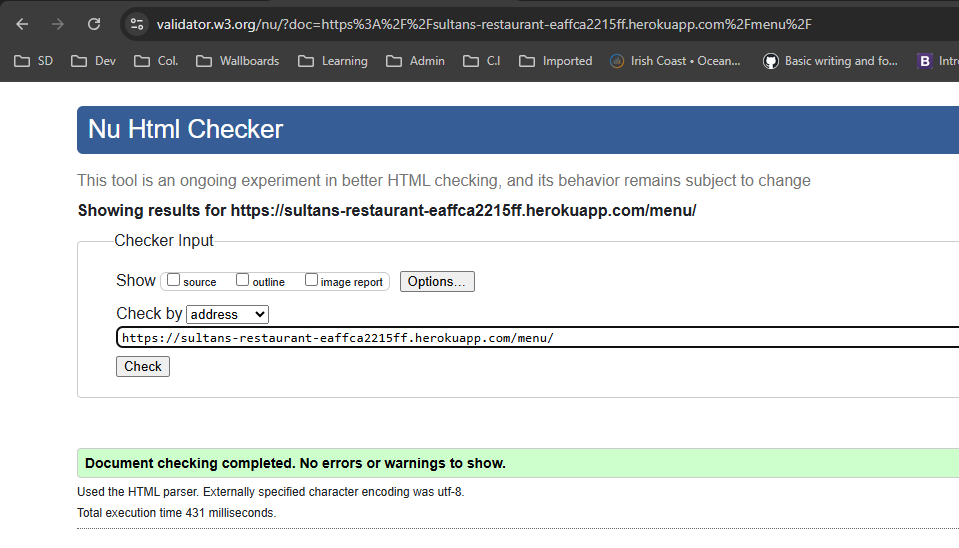 validator.w3.org/nu/?doc=https%3A%2F%2Fsultans-restaurant-eaffca2215ff.herokuapp.com%2Fmenu%2F
SD Dev Col. Wallboards Learning Admin C.I Imported Irish Coast • Ocean... Basic writing and fo... B Intr
Nu Html Checker
This tool is an ongoing experiment in better HTML checking, and its behavior remains subject to change
Showing results for https://sultans-restaurant-eaffca2215ff.herokuapp.com/menu/
Checker Input
Show source outline image report Options...
Check by address
https://sultans-restaurant-eaffca2215ff.herokuapp.com/menu/
Check
Document checking completed. No errors or warnings to show.
Used the HTML parser. Externally specified character encoding was utf-8.
Total execution time 431 milliseconds.